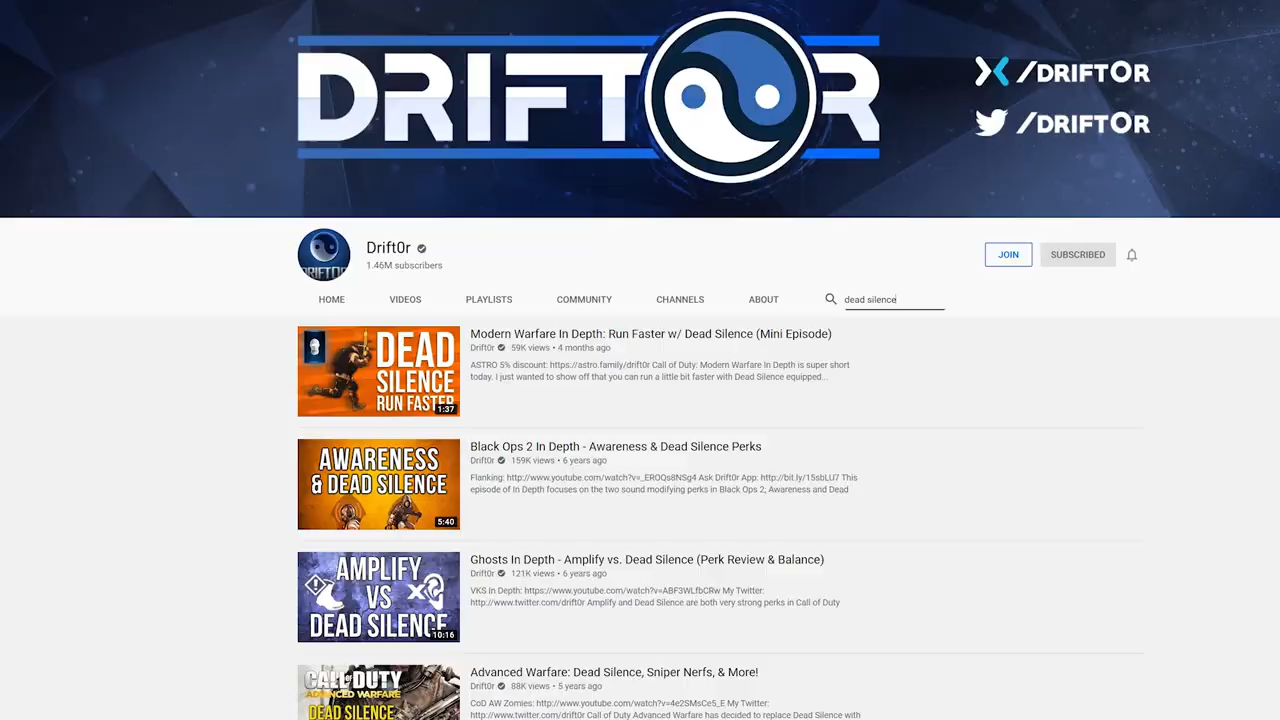 DRIFT0R
/DRIFT0R
/DRIFT0R
DRIFT0R
Drift0r
1.46M subscribers
JOIN
SUBSCRIBED
HOME
VIDEOS
PLAYLISTS
COMMUNITY
CHANNELS
ABOUT
dead silence
DEAD
SILENCE
RUN FASTER
1:37
Modern Warfare In Depth: Run Faster w/ Dead Silence (Mini Episode)
Drift0r 59K views • 4 months ago
ASTRO 5% discount: https://astro.family/drift0r Call of Duty: Modern Warfare In Depth is super short
today. I just wanted to show off that you can run a little bit faster with Dead Silence equipped...
AWARENESS
& DEAD SILENCE
5:40
Black Ops 2 In Depth - Awareness & Dead Silence Perks
Drift0r 159K views • 6 years ago
Flanking: http://www.youtube.com/watch?v=_EROQs8NSg4 Ask Drift0r App: http://bit.ly/15sbLU7 This
episode of In Depth focuses on the two sound modifying perks in Black Ops 2, Awareness and Dead
AMPLIFY
VS
DEAD SILENCE
10:16
Ghosts In Depth - Amplify vs. Dead Silence (Perk Review & Balance)
Drift0r 121K views • 6 years ago
VKS In Depth: https://www.youtube.com/watch?v=ABF3WLfbCRw My Twitter:
http://www.twitter.com/drift0r Amplify and Dead Silence are both very strong perks in Call of Duty
CALL OF DUTY
ADVANCED WARFARE
DEAD SILENCE
Advanced Warfare: Dead Silence, Sniper Nerfs, & More!
Drift0r 88K views • 5 years ago
CoD AW Zomies: http://www.youtube.com/watch?v=4e2SMsCe5_E My Twitter:
http://www.twitter.com/drift0r Call of Duty Advanced Warfare has decided to replace Dead Silence with